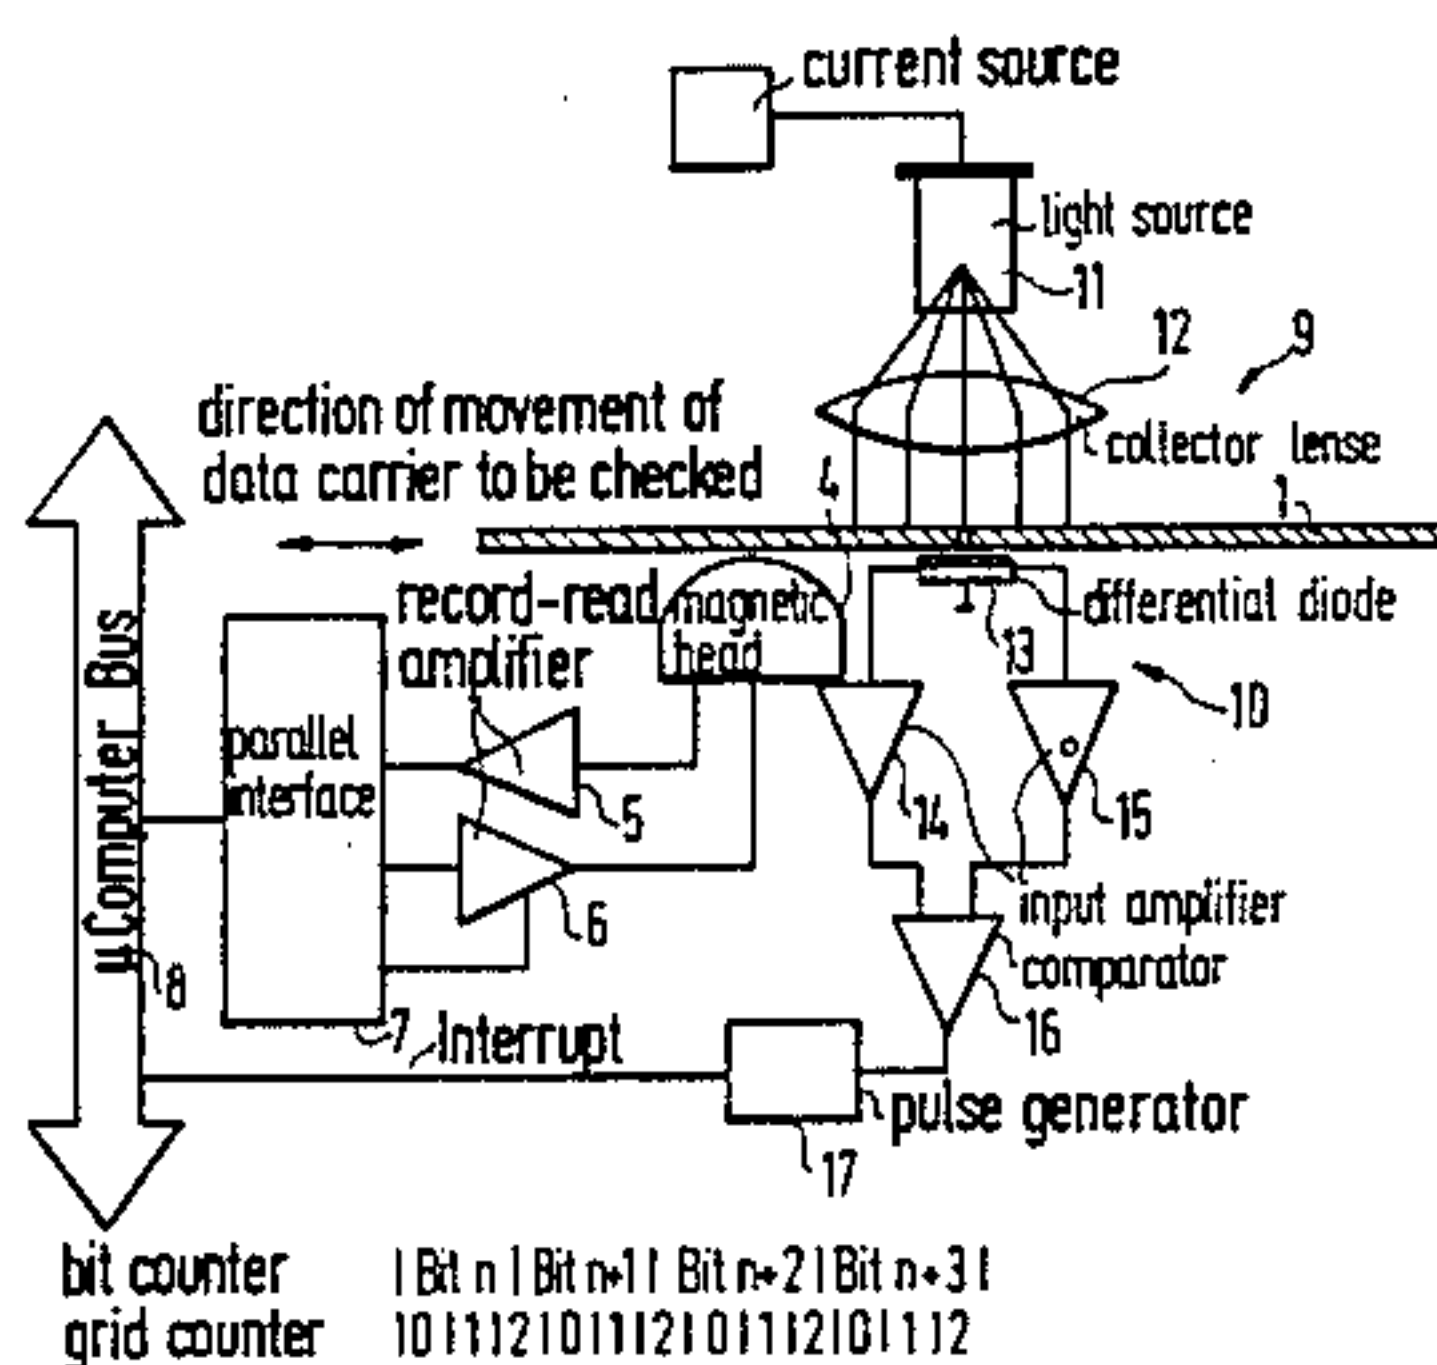 current source
light source
11
12
9
direction of movement of
data carrier to be checked
collector lense
4
1
record-read
amplifier
magnetic
head
differential diode
13
10
µComputer Bus
parallel
interface
5
14
15
6
input amplifier
comparator
8
7
Interrupt
16
pulse generator
17
bit counter
| Bit n | Bit n+1 | Bit n+2 | Bit n+3 |
grid counter
|0|1|2|0|1|2|0|1|2|0|1|2